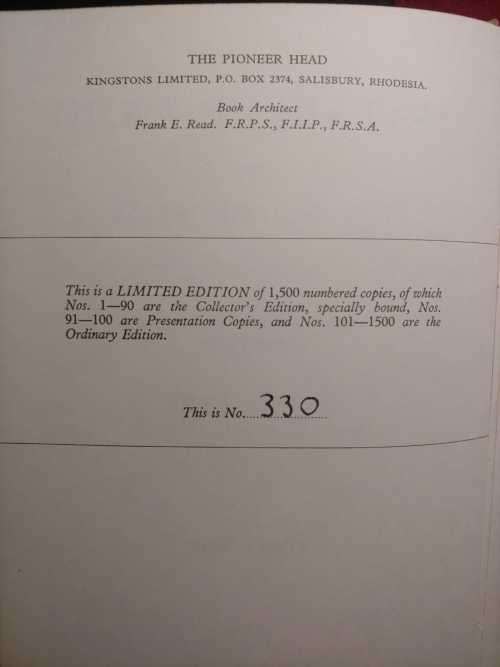 THE PIONEER HEAD
KINGSTONS LIMITED, P.O. BOX 2374, SALISBURY, RHODESIA.
Book Architect
Frank E. Read. F.R.P.S., F.I.I.P., F.R.S.A.
This is a LIMITED EDITION of 1,500 numbered copies, of which
Nos. 1—90 are the Collector's Edition, specially bound, Nos.
91—100 are Presentation Copies, and Nos. 101—1500 are the
Ordinary Edition.
This is No.....330